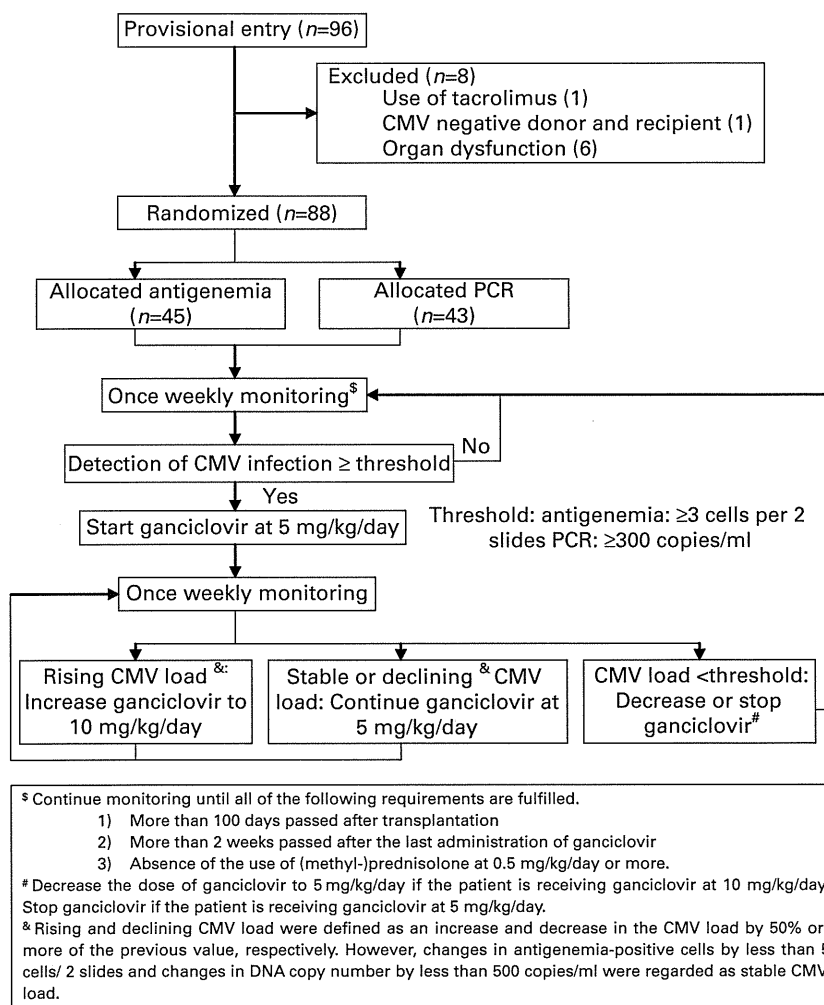 Provisional entry (n=96)
Excluded (n=8)
Use of tacrolimus (1)
CMV negative donor and recipient (1)
Organ dysfunction (6)
Randomized (n=88)
Allocated antigenemia
(n=45)
Allocated PCR
(n=43)
Once weekly monitoring$
No
Detection of CMV infection ≥ threshold
Yes
Start ganciclovir at 5 mg/kg/day
Threshold: antigenemia: ≥3 cells per 2
slides PCR: ≥300 copies/ml
Once weekly monitoring
Rising CMV load &:
Increase ganciclovir to
10 mg/kg/day
Stable or declining & CMV
load: Continue ganciclovir at
5 mg/kg/day
CMV load <threshold:
Decrease or stop
ganciclovir#
$ Continue monitoring until all of the following requirements are fulfilled.
1) More than 100 days passed after transplantation
2) More than 2 weeks passed after the last administration of ganciclovir
3) Absence of the use of (methyl-)prednisolone at 0.5 mg/kg/day or more.
# Decrease the dose of ganciclovir to 5 mg/kg/day if the patient is receiving ganciclovir at 10 mg/kg/day
Stop ganciclovir if the patient is receiving ganciclovir at 5 mg/kg/day.
& Rising and declining CMV load were defined as an increase and decrease in the CMV load by 50% or
more of the previous value, respectively. However, changes in antigenemia-positive cells by less than 5
cells/ 2 slides and changes in DNA copy number by less than 500 copies/ml were regarded as stable CMV
load.